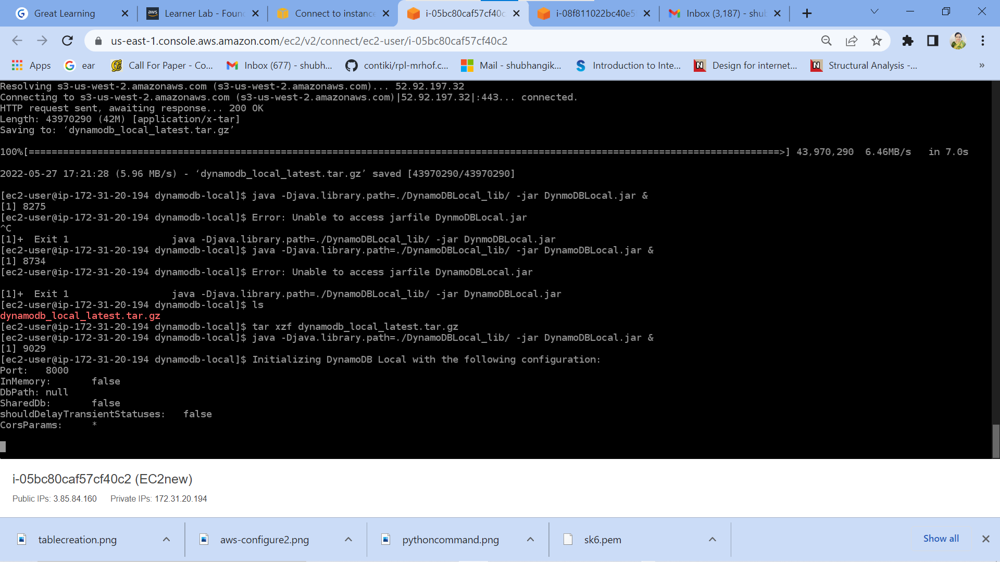 Great Learning
Learner Lab - Foun
Connect to instance
i-05bc80caf57cf40c
i-08f811022bc40e5
Inbox (3,187) - shu
us-east-1.console.aws.amazon.com/ec2/v2/connect/ec2-user/i-05bc80caf57cf40c2
Apps
ear
Call For Paper - Co...
Inbox (677) - shubh...
contiki/rpl-mrhof.c...
Mail - shubhangik...
Introduction to Inte...
Design for internet...
Structural Analysis -...
»
Resolving s3-us-west-2.amazonaws.com (s3-us-west-2.amazonaws.com)... 52.92.197.32
Connecting to s3-us-west-2.amazonaws.com (s3-us-west-2.amazonaws.com)|52.92.197.32|:443... connected.
HTTP request sent, awaiting response... 200 OK
Length: 43970290 (42M) [application/x-tar]
Saving to: ‘dynamodb_local_latest.tar.gz’
100%[===================================================================================================================================>] 43,970,290  6.46MB/s   in 7.0s
2022-05-27 17:21:28 (5.96 MB/s) - ‘dynamodb_local_latest.tar.gz’ saved [43970290/43970290]
[ec2-user@ip-172-31-20-194 dynamodb-local]$ java -Djava.library.path=./DynamoDBLocal_lib/ -jar DynmoDBLocal.jar &
[1] 8275
[ec2-user@ip-172-31-20-194 dynamodb-local]$ Error: Unable to access jarfile DynmoDBLocal.jar
^C
[1]+  Exit 1                  java -Djava.library.path=./DynamoDBLocal_lib/ -jar DynmoDBLocal.jar
[ec2-user@ip-172-31-20-194 dynamodb-local]$ java -Djava.library.path=./DynamoDBLocal_lib/ -jar DynamoDBLocal.jar &
[1] 8734
[ec2-user@ip-172-31-20-194 dynamodb-local]$ Error: Unable to access jarfile DynamoDBLocal.jar
[1]+  Exit 1                  java -Djava.library.path=./DynamoDBLocal_lib/ -jar DynamoDBLocal.jar
[ec2-user@ip-172-31-20-194 dynamodb-local]$ ls
dynamodb_local_latest.tar.gz
[ec2-user@ip-172-31-20-194 dynamodb-local]$ tar xzf dynamodb_local_latest.tar.gz
[ec2-user@ip-172-31-20-194 dynamodb-local]$ java -Djava.library.path=./DynamoDBLocal_lib/ -jar DynamoDBLocal.jar &
[1] 9029
[ec2-user@ip-172-31-20-194 dynamodb-local]$ Initializing DynamoDB Local with the following configuration:
Port:   8000
InMemory:       false
DbPath: null
SharedDb:       false
shouldDelayTransientStatuses:   false
CorsParams:     *
i-05bc80caf57cf40c2 (EC2new)
Public IPs: 3.85.84.160 Private IPs: 172.31.20.194
tablecreation.png
aws-configure2.png
pythoncommand.png
sk6.pem
Show all